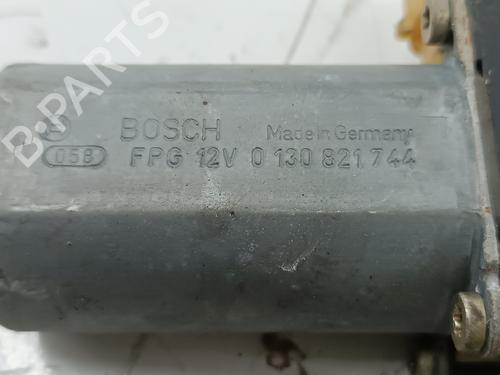 BOSCH Made in Germany
058 FPG 12V 0 130 821 744
B-PARTS